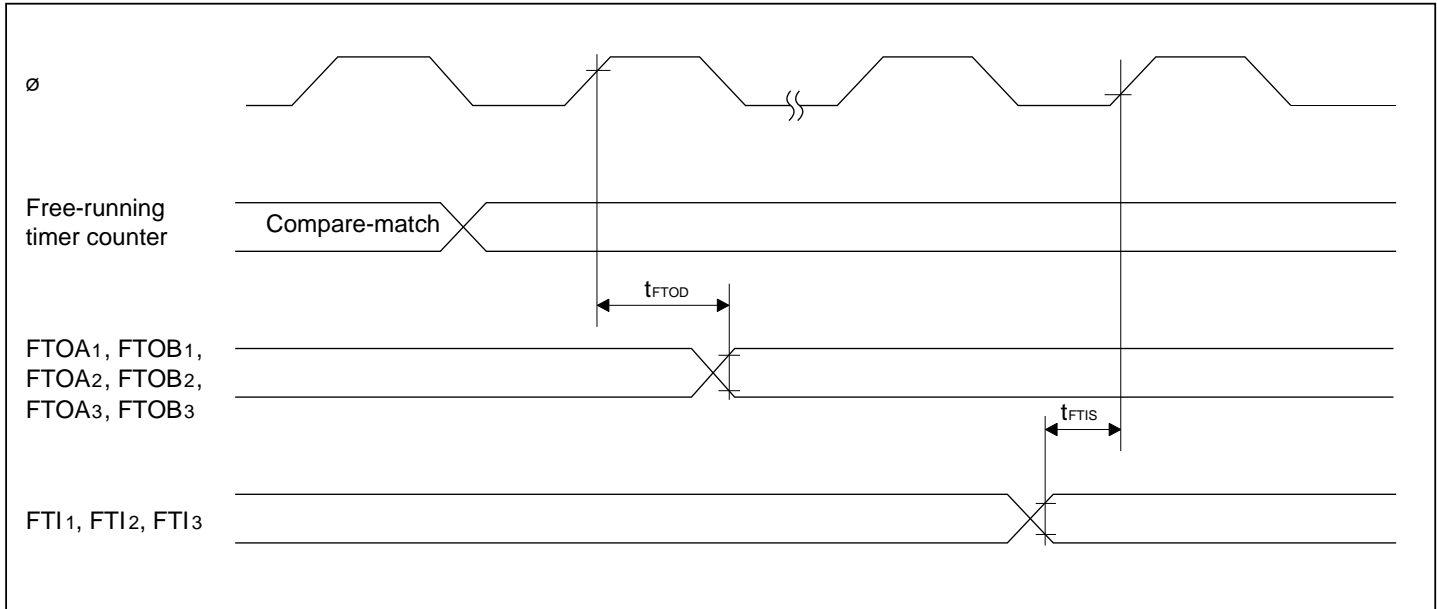 ø
Free-running
timer counter
Compare-match
tFTOD
FTOA1, FTOB1,
FTOA2, FTOB2,
FTOA3, FTOB3
tFTIS
FTI1, FTI2, FTI3